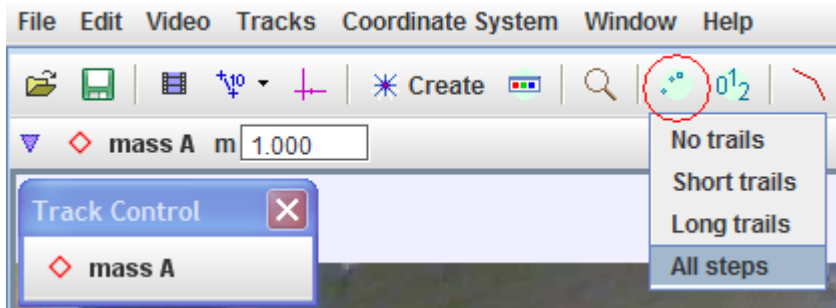 File Edit Video Tracks Coordinate System Window Help
Create
mass A m 1.000
No trails
Short trails
Long trails
All steps
Track Control
mass A